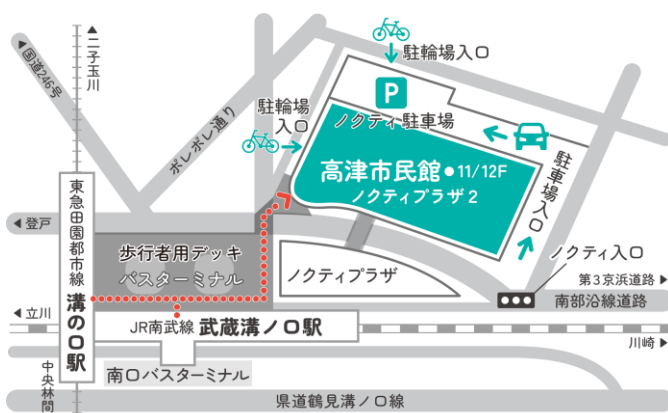 ▲二子玉川
▲国道246号
ポレポレ通り
駐輪場入口
P
ノクティ駐車場
駐輪場
入口
高津市民館●11/12F
ノクティプラザ2
駐車場入口
東急田園都市線 溝の口駅
◀登戸
歩行者用デッキ
バスターミナル
ノクティプラザ
ノクティ入口
第3京浜道路▶
南部沿線道路
◀立川
JR南武線 武蔵溝ノ口駅
川崎▶
中央林間
南口バスターミナル
県道鶴見溝ノ口線